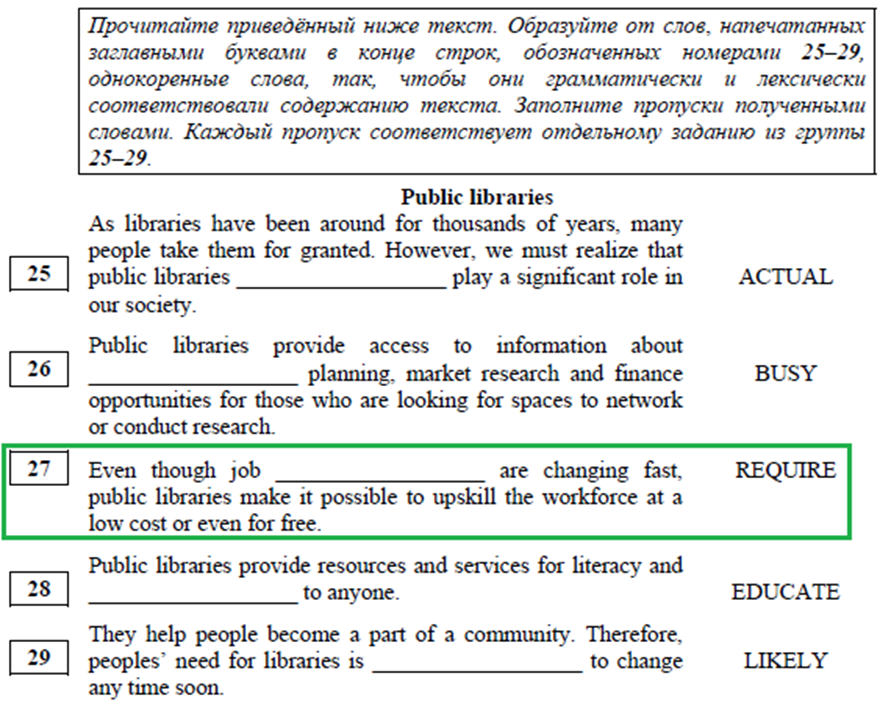 Прочитайте приведённый ниже текст. Образуйте от слов, напечатанных
заглавными буквами в конце строк, обозначенных номерами 25–29,
однокоренные слова, так, чтобы они грамматически и лексически
соответствовали содержанию текста. Заполните пропуски полученными
словами. Каждый пропуск соответствует отдельному заданию из группы
25–29.
Public libraries
As libraries have been around for thousands of years, many
people take them for granted. However, we must realize that
25 public libraries ____________________ play a significant role in ACTUAL
our society.
Public libraries provide access to information about
26 ____________________ planning, market research and finance BUSY
opportunities for those who are looking for spaces to network
or conduct research.
27 Even though job ____________________ are changing fast, REQUIRE
public libraries make it possible to upskill the workforce at a
low cost or even for free.
Public libraries provide resources and services for literacy and
28 ____________________ to anyone. EDUCATE
They help people become a part of a community. Therefore,
29 peoples’ need for libraries is ____________________ to change LIKELY
any time soon.